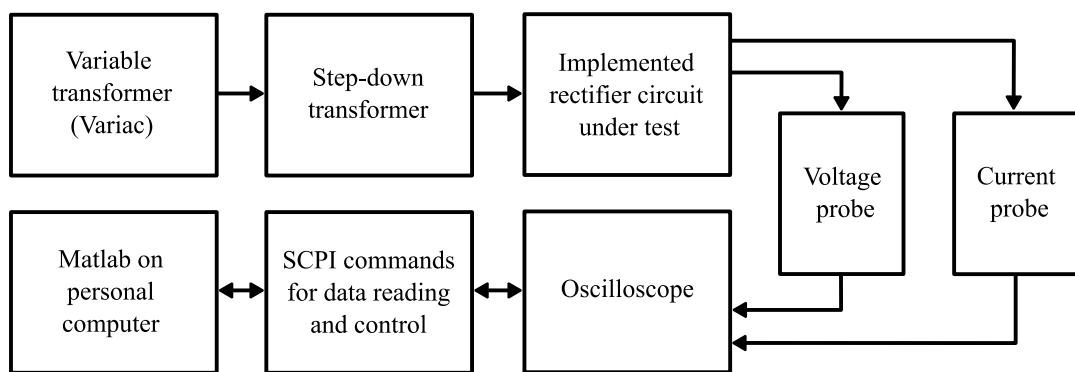 Variable
transformer
(Variac)
Step-down
transformer
Implemented
rectifier circuit
under test
Voltage
probe
Current
probe
Matlab on
personal
computer
SCPI commands
for data reading
and control
Oscilloscope